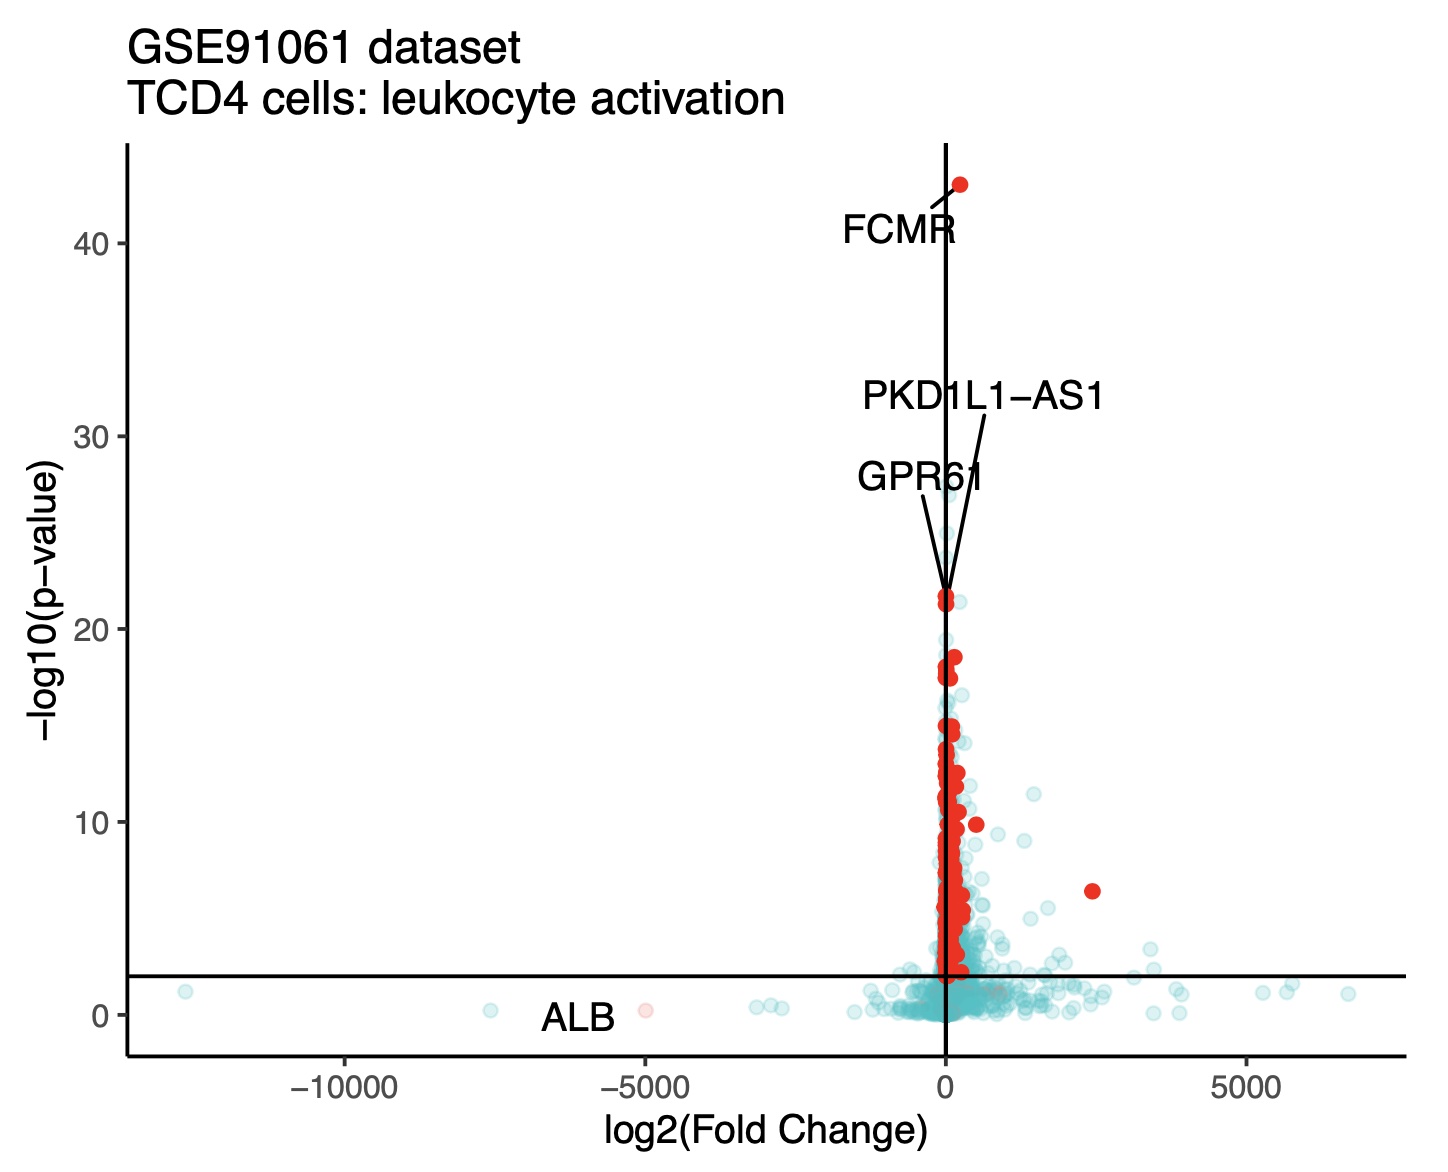 GSE91061 dataset
TCD4 cells: leukocyte activation
−log10(p−value)
40
30
20
10
0
FCMR
PKD1L1−AS1
GPR61
ALB
−10000
−5000
0
5000
log2(Fold Change)